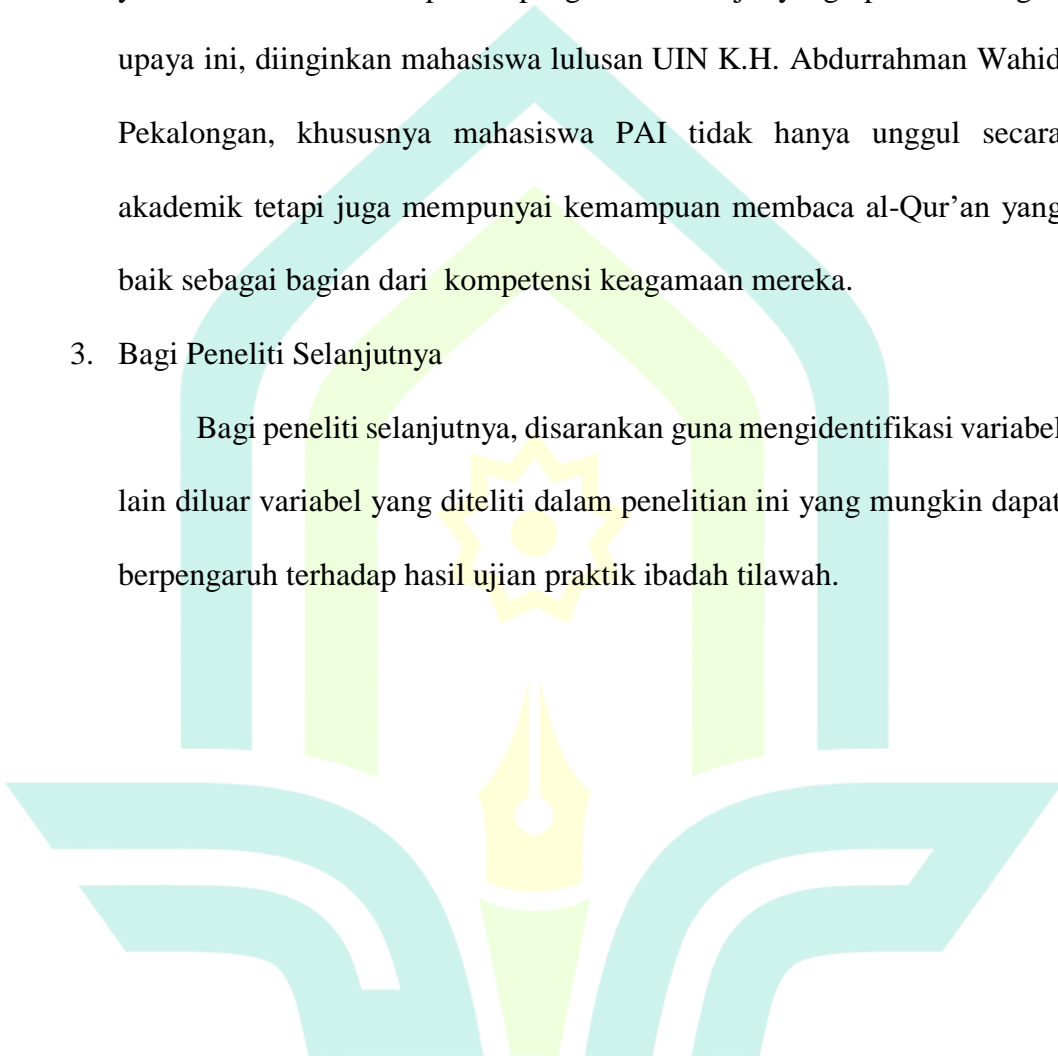 upaya ini, diinginkan mahasiswa lulusan UIN K.H. Abdurrahman Wahid
Pekalongan, khususnya mahasiswa PAI tidak hanya unggul secara
akademik tetapi juga mempunyai kemampuan membaca al-Qur’an yang
baik sebagai bagian dari kompetensi keagamaan mereka.
3. Bagi Peneliti Selanjutnya
Bagi peneliti selanjutnya, disarankan guna mengidentifikasi variabel
lain diluar variabel yang diteliti dalam penelitian ini yang mungkin dapat
berpengaruh terhadap hasil ujian praktik ibadah tilawah.